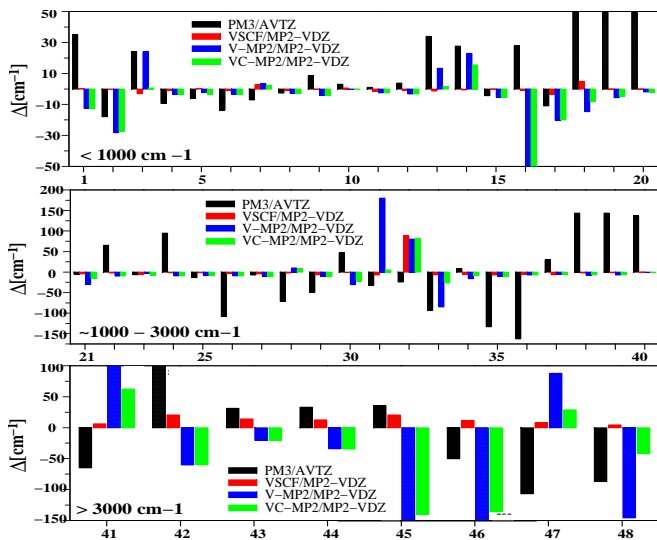 50
30
10
−10
−30
−50
Δ[cm⁻¹]
PM3/AVTZ
VSCF/MP2−VDZ
V−MP2/MP2−VDZ
VC−MP2/MP2−VDZ
< 1000 cm −1
1 5 10 15 20
200
150
100
50
0
−50
−100
−150
Δ[cm⁻¹]
PM3/AVTZ
VSCF/MP2−VDZ
V−MP2/MP2−VDZ
VC−MP2/MP2−VDZ
~1000 − 3000 cm−1
21 25 30 35 40
100
50
0
−50
−100
−150
Δ[cm⁻¹]
PM3/AVTZ
VSCF/MP2−VDZ
V−MP2/MP2−VDZ
VC−MP2/MP2−VDZ
> 3000 cm−1
41 42 43 44 45 46 47 48